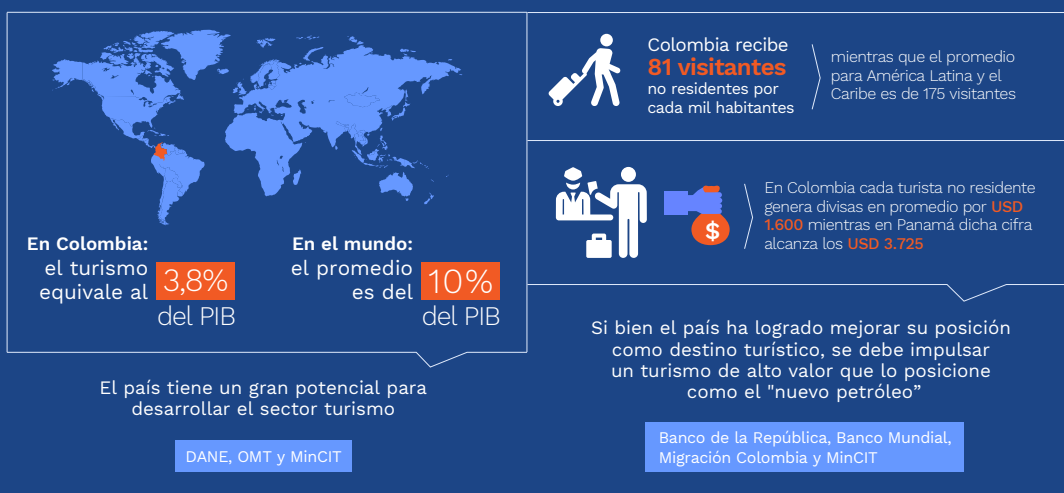 En Colombia:
el turismo
equivale al
3,8%
del PIB
En el mundo:
el promedio
es del
10%
del PIB
El país tiene un gran potencial para
desarrollar el sector turismo
DANE, OMT y MinCIT
Colombia recibe
81 visitantes
no residentes por
cada mil habitantes
mientras que el promedio
para América Latina y el
Caribe es de 175 visitantes
$
En Colombia cada turista no residente
genera divisas en promedio por USD
1.600 mientras en Panamá dicha cifra
alcanza los USD 3.725
Si bien el país ha logrado mejorar su posición
como destino turístico, se debe impulsar
un turismo de alto valor que lo posicione
como el "nuevo petróleo”
Banco de la República, Banco Mundial,
Migración Colombia y MinCIT